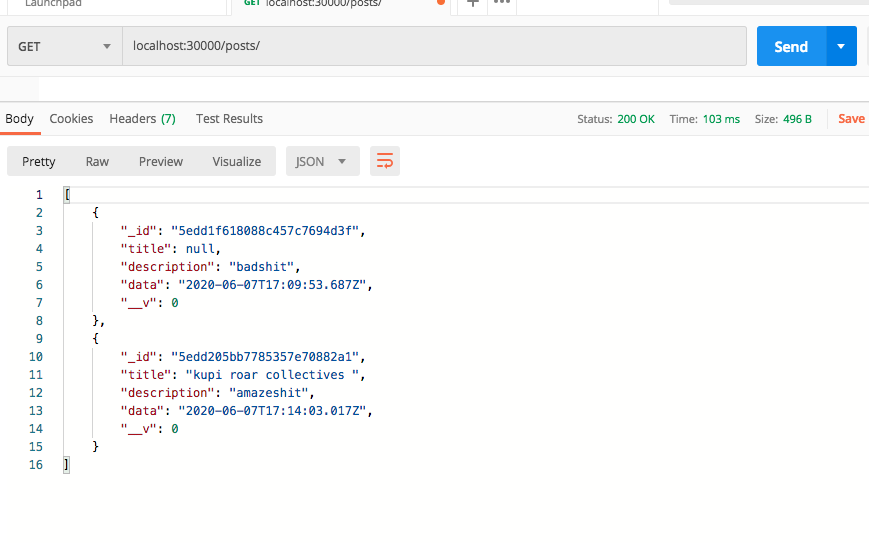 Launchpad
GET localhost:30000/posts/
GET localhost:30000/posts/ Send
Body Cookies Headers (7) Test Results Status: 200 OK Time: 103 ms Size: 496 B Save
Pretty Raw Preview Visualize JSON
1 [
2 {
3 "_id": "5edd1f618088c457c7694d3f",
4 "title": null,
5 "description": "badshit",
6 "data": "2020-06-07T17:09:53.687Z",
7 "__v": 0
8 },
9 {
10 "_id": "5edd205bb7785357e70882a1",
11 "title": "kupi roar collectives ",
12 "description": "amazeshit",
13 "data": "2020-06-07T17:14:03.017Z",
14 "__v": 0
15 }
16 ]